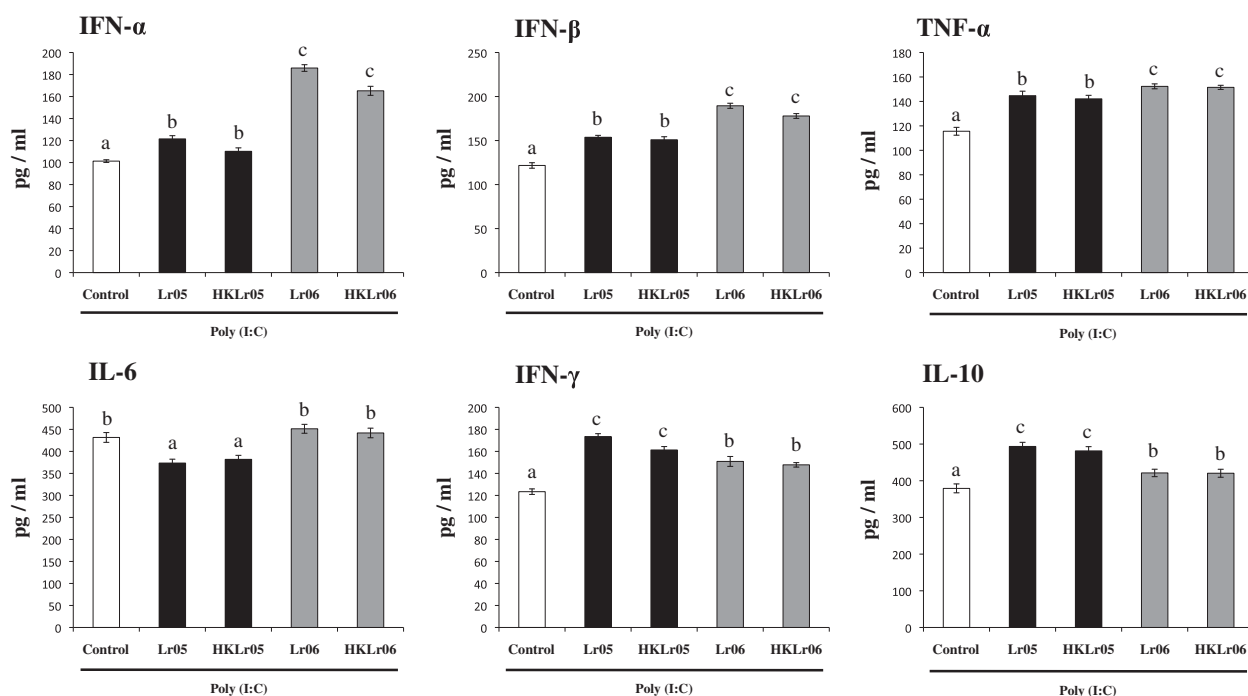 IFN-α
pg / ml
200
180
160
140
120
100
80
60
40
20
0
a
b
b
c
c
Control Lr05 HKLr05 Lr06 HKLr06
Poly (I:C)
IFN-β
pg / ml
250
200
150
100
50
0
a
b
b
c
c
Control Lr05 HKLr05 Lr06 HKLr06
Poly (I:C)
TNF-α
pg / ml
180
160
140
120
100
80
60
40
20
0
a
b
b
c
c
Control Lr05 HKLr05 Lr06 HKLr06
Poly (I:C)
IL-6
pg / ml
500
450
400
350
300
250
200
150
100
50
0
b
a
a
b
b
Control Lr05 HKLr05 Lr06 HKLr06
Poly (I:C)
IFN-γ
pg / ml
200
180
160
140
120
100
80
60
40
20
0
a
c
c
b
b
Control Lr05 HKLr05 Lr06 HKLr06
Poly (I:C)
IL-10
pg / ml
600
500
400
300
200
100
0
a
c
c
b
b
Control Lr05 HKLr05 Lr06 HKLr06
Poly (I:C)